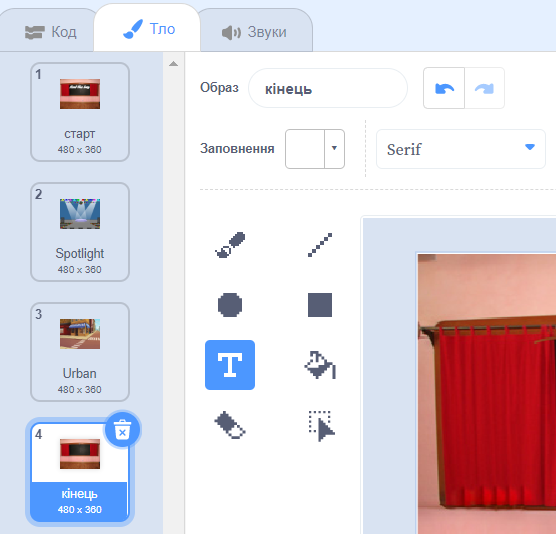 Код
Тло
Звуки
1
старт
480 x 360
2
Spotlight
480 x 360
3
Urban
480 x 360
4
кінець
480 x 360
Образ
кінець
Заповнення
Serif
T